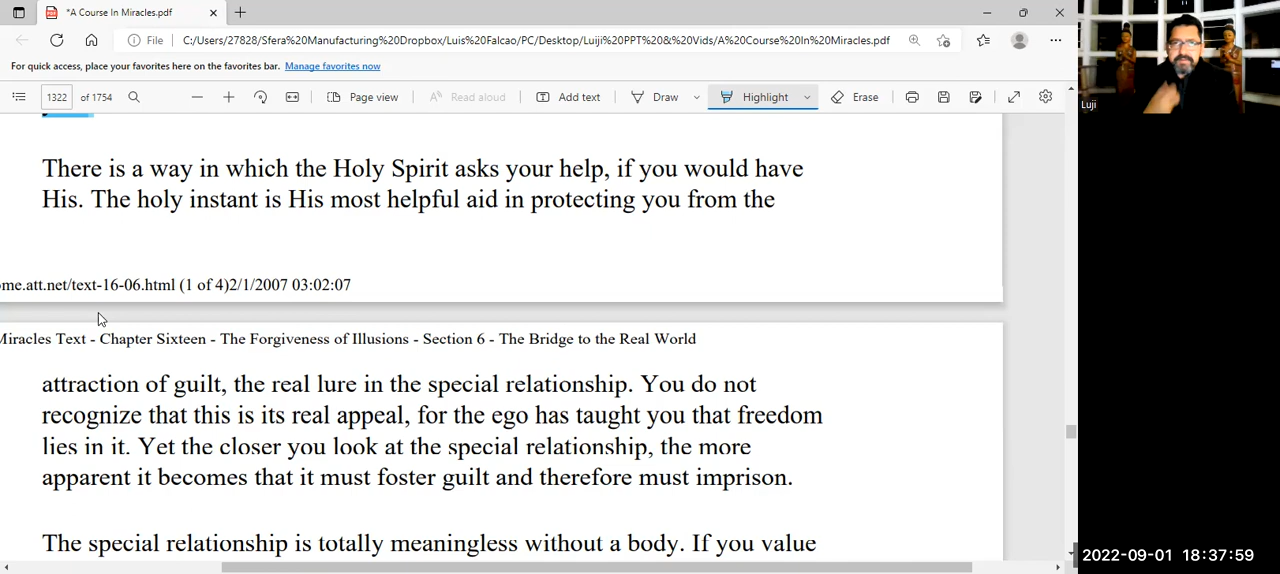 *A Course In Miracles.pdf
File C:/Users/27828/Sfera%20Manufacturing%20Dropbox/Luis%20Falcao/PC/Desktop/Luiji%20PPT%20&%20Vids/A%20Course%20In%20Miracles.pdf
For quick access, place your favorites here on the favorites bar. Manage favorites now
1322 of 1754 Page view Read aloud Add text Draw Highlight Erase
Luji
There is a way in which the Holy Spirit asks your help, if you would have
His. The holy instant is His most helpful aid in protecting you from the
ome.att.net/text-16-06.html (1 of 4)2/1/2007 03:02:07
Miracles Text - Chapter Sixteen - The Forgiveness of Illusions - Section 6 - The Bridge to the Real World
attraction of guilt, the real lure in the special relationship. You do not
recognize that this is its real appeal, for the ego has taught you that freedom
lies in it. Yet the closer you look at the special relationship, the more
apparent it becomes that it must foster guilt and therefore must imprison.
The special relationship is totally meaningless without a body. If you value
2022-09-01 18:37:59